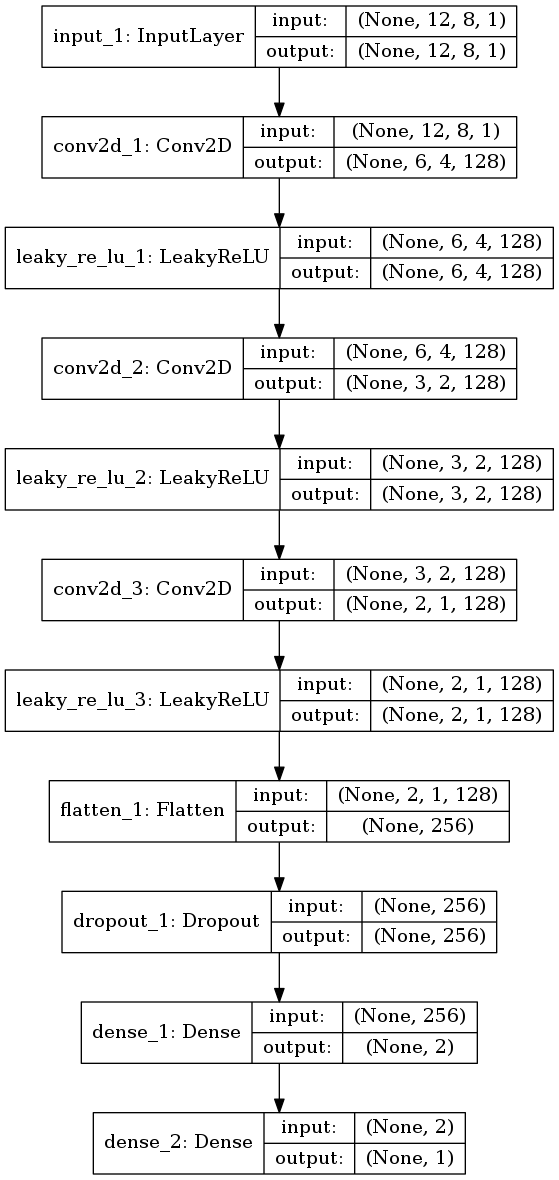 input_1: InputLayer
input: (None, 12, 8, 1)
output: (None, 12, 8, 1)
conv2d_1: Conv2D
input: (None, 12, 8, 1)
output: (None, 6, 4, 128)
leaky_re_lu_1: LeakyReLU
input: (None, 6, 4, 128)
output: (None, 6, 4, 128)
conv2d_2: Conv2D
input: (None, 6, 4, 128)
output: (None, 3, 2, 128)
leaky_re_lu_2: LeakyReLU
input: (None, 3, 2, 128)
output: (None, 3, 2, 128)
conv2d_3: Conv2D
input: (None, 3, 2, 128)
output: (None, 2, 1, 128)
leaky_re_lu_3: LeakyReLU
input: (None, 2, 1, 128)
output: (None, 2, 1, 128)
flatten_1: Flatten
input: (None, 2, 1, 128)
output: (None, 256)
dropout_1: Dropout
input: (None, 256)
output: (None, 256)
dense_1: Dense
input: (None, 256)
output: (None, 2)
dense_2: Dense
input: (None, 2)
output: (None, 1)